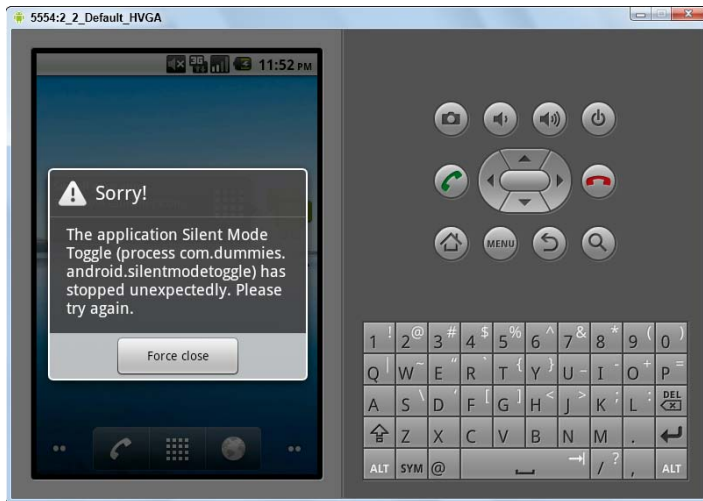 5554:2_2_Default_HVGA
3G
11:52 PM
Sorry!
The application Silent Mode
Toggle (process com.dummies.
android.silentmodetoggle) has
stopped unexpectedly. Please
try again.
Force close
MENU
1 ! 2 @ 3 # 4 $ 5 % 6 ^ 7 & 8 * 9 ( 0 )
Q | W ~ E " R ` T { Y } U _ I - O + P =
A S \ D ' F [ G ] H < J > K ; L : DEL
Z X C V B N M .
ALT SYM @ →| / ? , ALT